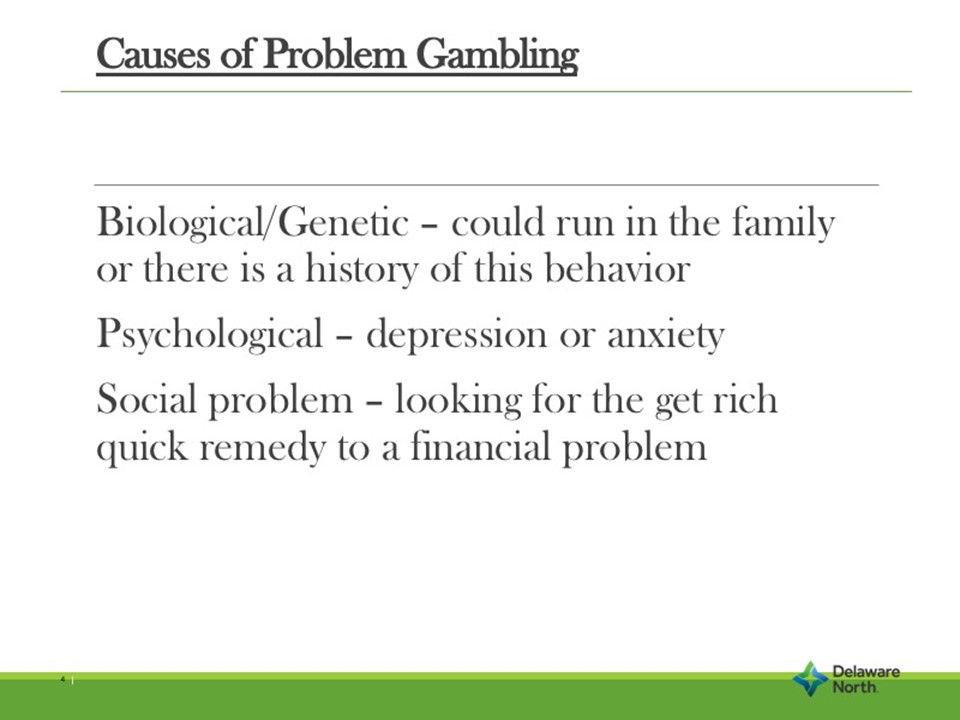 Causes of Problem Gambling
Biological/Genetic – could run in the family
or there is a history of this behavior
Psychological – depression or anxiety
Social problem – looking for the get rich
quick remedy to a financial problem
4 |
Delaware
North.